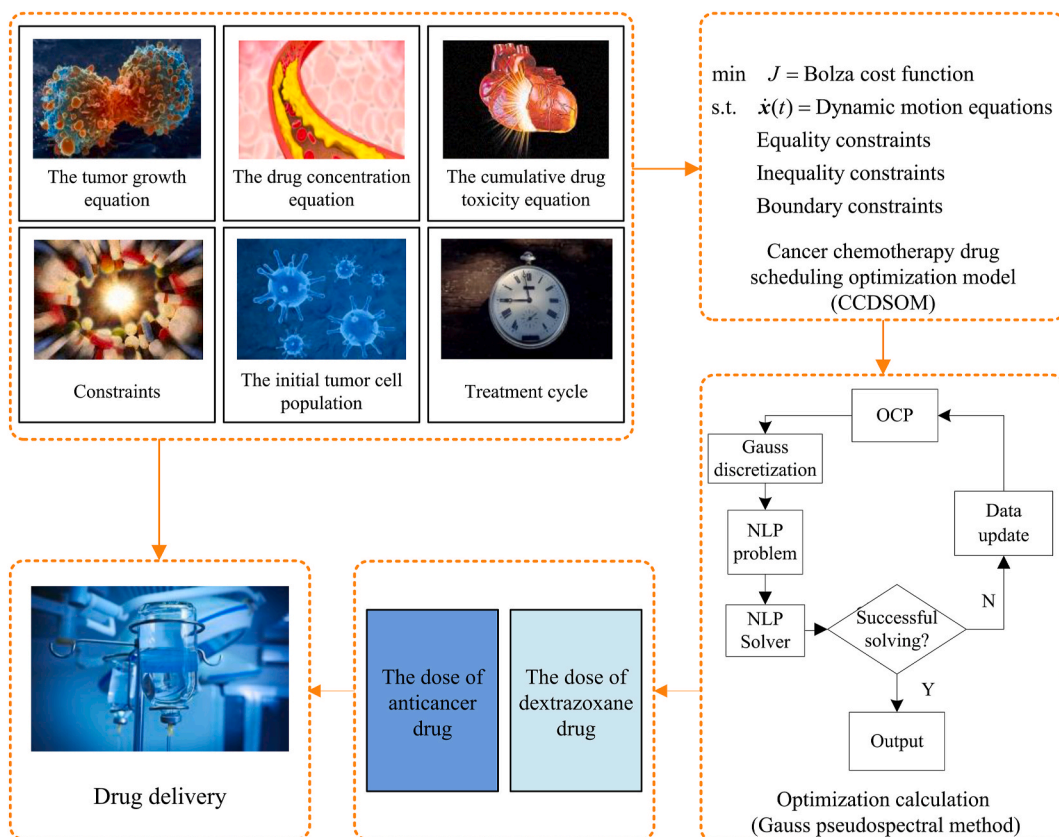 The tumor growth
equation
The drug concentration
equation
The cumulative drug
toxicity equation
Constraints
The initial tumor cell
population
Treatment cycle
min J = Bolza cost function
s.t. ẋ(t) = Dynamic motion equations
Equality constraints
Inequality constraints
Boundary constraints
Cancer chemotherapy drug
scheduling optimization model
(CCDSOM)
OCP
Gauss
discretization
NLP
problem
NLP
Solver
Successful
solving?
N
Data
update
Y
Output
Optimization calculation
(Gauss pseudospectral method)
The dose of
anticancer
drug
The dose of
dextrazoxane
drug
Drug delivery